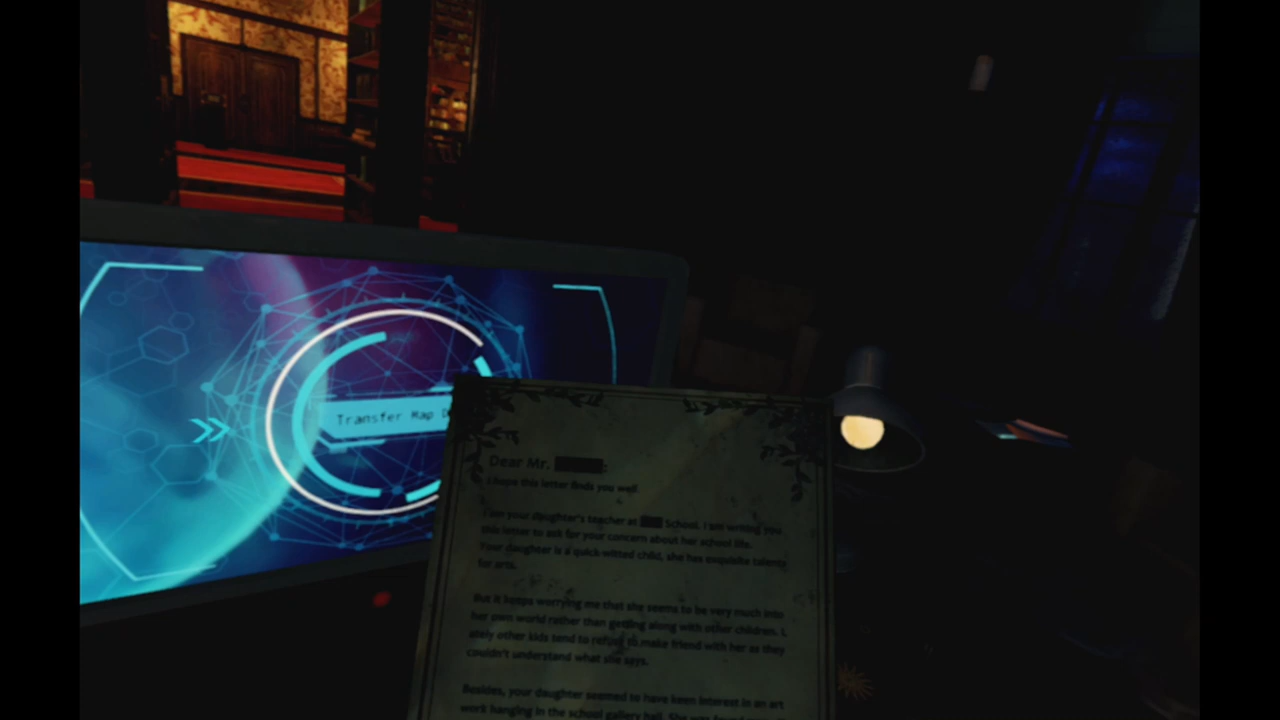 Transfer Map D
Dear Mr.
I hope this letter finds you well.
I am your daughter's teacher at School. I am writing you
this letter to ask for your concern about her school life.
Your daughter is a quick witted child, she has exquisite talents
for arts.
But it keeps worrying me that she seems to be very much into
her own world rather than getting along with other children. L
ately other kids tend to refuse to make friend with her as they
couldn't understand what she says.
Besides, your daughter seemed to have keen interest in an art
work hanging in the school gallery hall. She was